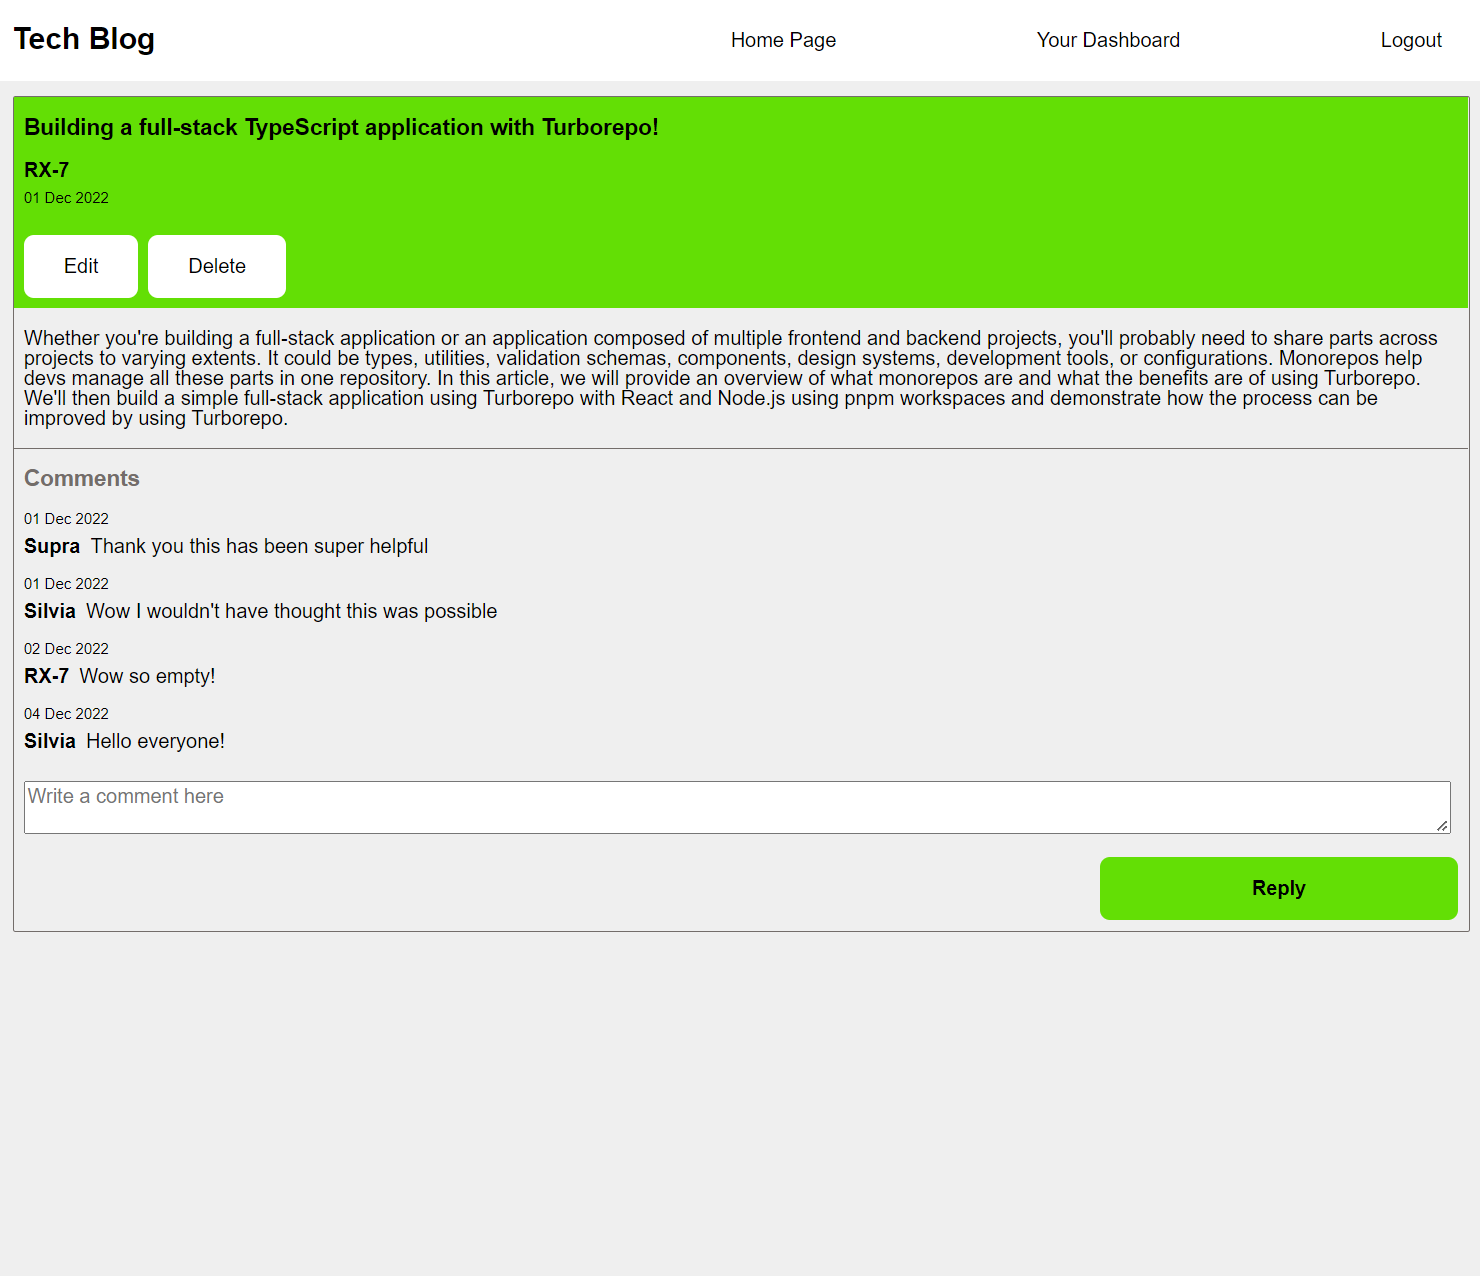 Tech Blog
Home Page
Your Dashboard
Logout
Building a full-stack TypeScript application with Turborepo!
RX-7
01 Dec 2022
Edit
Delete
Whether you're building a full-stack application or an application composed of multiple frontend and backend projects, you'll probably need to share parts across
projects to varying extents. It could be types, utilities, validation schemas, components, design systems, development tools, or configurations. Monorepos help
devs manage all these parts in one repository. In this article, we will provide an overview of what monorepos are and what the benefits are of using Turborepo.
We'll then build a simple full-stack application using Turborepo with React and Node.js using pnpm workspaces and demonstrate how the process can be
improved by using Turborepo.
Comments
01 Dec 2022
Supra Thank you this has been super helpful
01 Dec 2022
Silvia Wow I wouldn't have thought this was possible
02 Dec 2022
RX-7 Wow so empty!
04 Dec 2022
Silvia Hello everyone!
Write a comment here
Reply